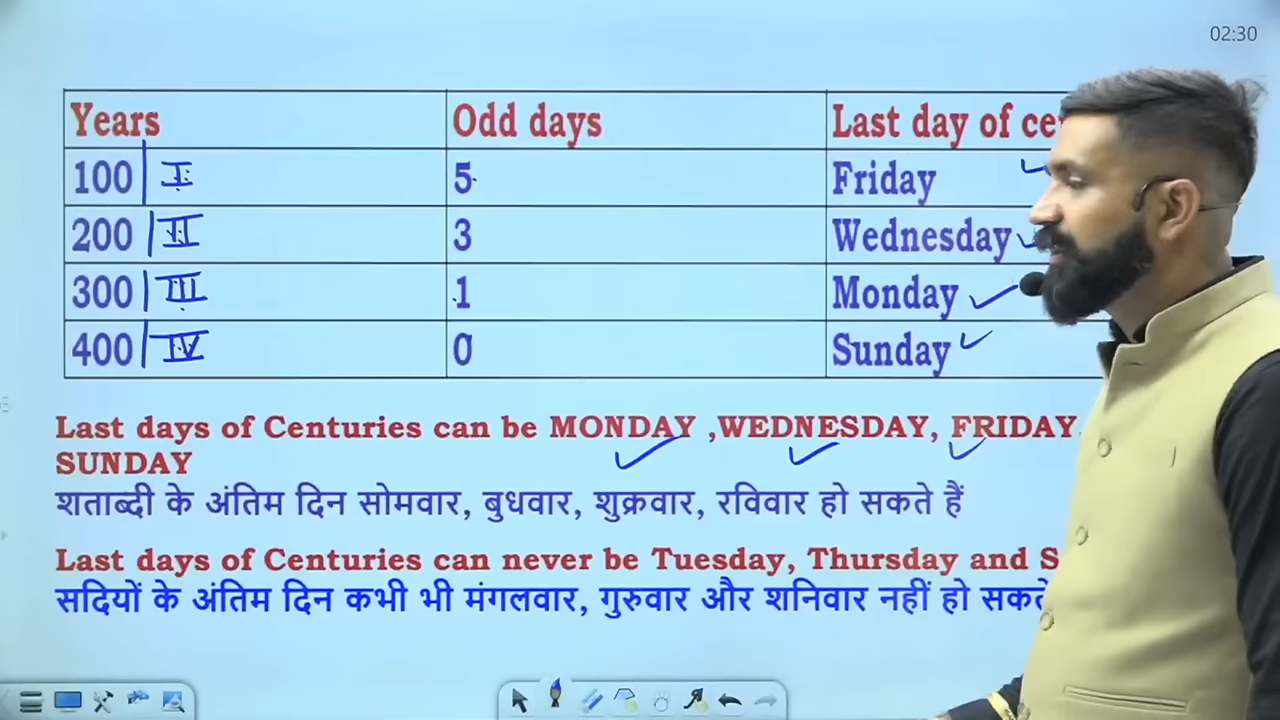 02:30
Years Odd days Last day of
100 I 5 Friday
200 II 3 Wednesday
300 III 1 Monday
400 IV 0 Sunday
Last days of Centuries can be MONDAY ,WEDNESDAY, FRIDAY,
SUNDAY
शताब्दी के अंतिम दिन सोमवार, बुधवार, शुक्रवार, रविवार हो सकते हैं
Last days of Centuries can never be Tuesday, Thursday and
सदियों के अंतिम दिन कभी भी मंगलवार, गुरुवार और शनिवार नहीं हो सकते